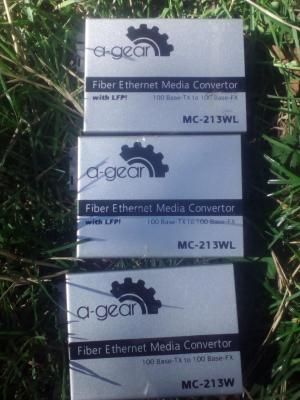 a-gear
Fiber Ethernet Media Convertor
with LFP! 100 Base-TX to 100 Base-FX
MC-213WL
a-gear
Fiber Ethernet Media Convertor
with LFP! 100 Base-TX to 100 Base-FX
MC-213WL
a-gear
Fiber Ethernet Media Convertor
100 Base-TX to 100 Base-FX
MC-213W